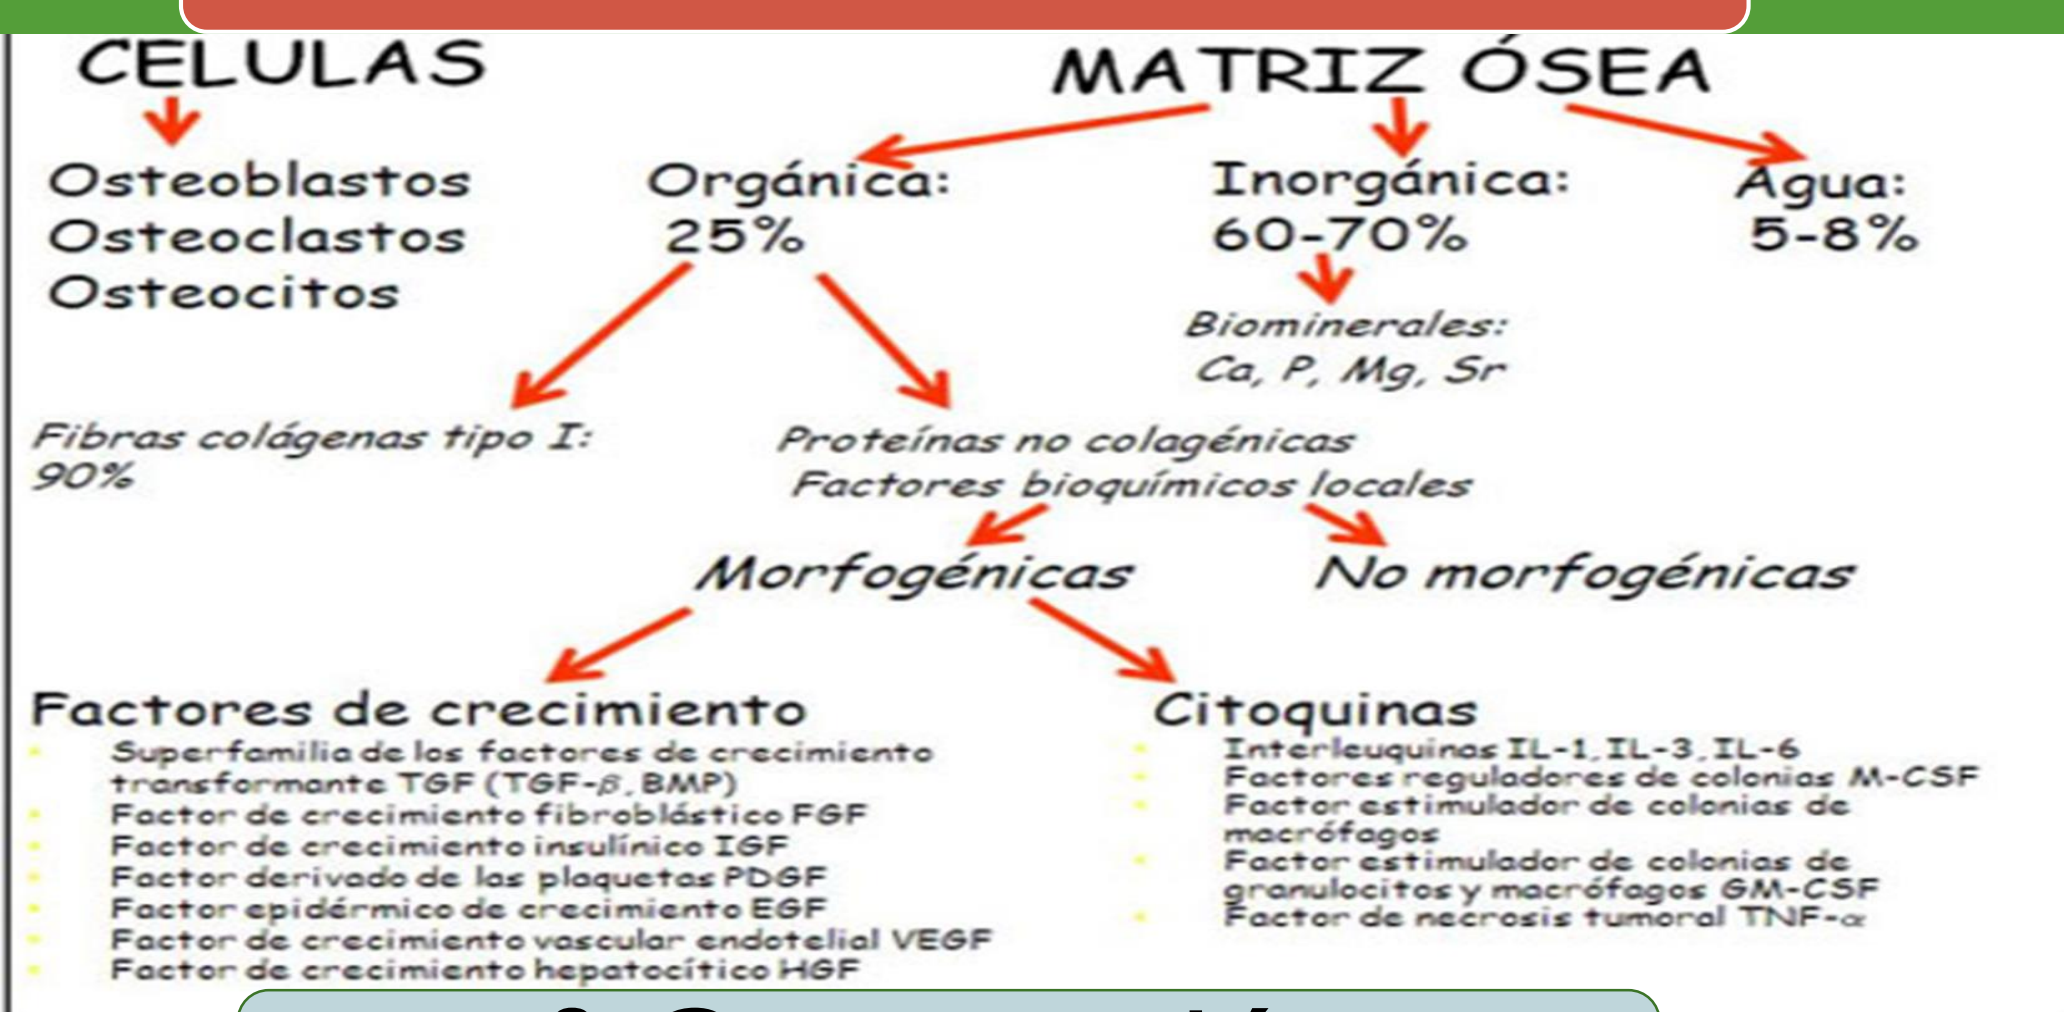 CELULAS
MATRIZ ÓSEA
Osteoblastos
Osteoclastos
Osteocitos
Orgánica:
25%
Inorgánica:
60-70%
Agua:
5-8%
Biominerales:
Ca, P, Mg, Sr
Fibras colágenas tipo I:
90%
Proteínas no colagénicas
Factores bioquímicos locales
Morfogénicas
No morfogénicas
Factores de crecimiento
Superfamilia de los factores de crecimiento
transformante TGF (TGF-β, BMP)
Factor de crecimiento fibroblástico FGF
Factor de crecimiento insulínico IGF
Factor derivado de las plaquetas PDGF
Factor epidérmico de crecimiento EGF
Factor de crecimiento vascular endotelial VEGF
Factor de crecimiento hepatocítico HGF
Citoquinas
Interleuquinas IL-1, IL-3, IL-6
Factores reguladores de colonias M-CSF
Factor estimulador de colonias de
macrófagos
Factor estimulador de colonias de
granulocitos y macrófagos GM-CSF
Factor de necrosis tumoral TNF-α